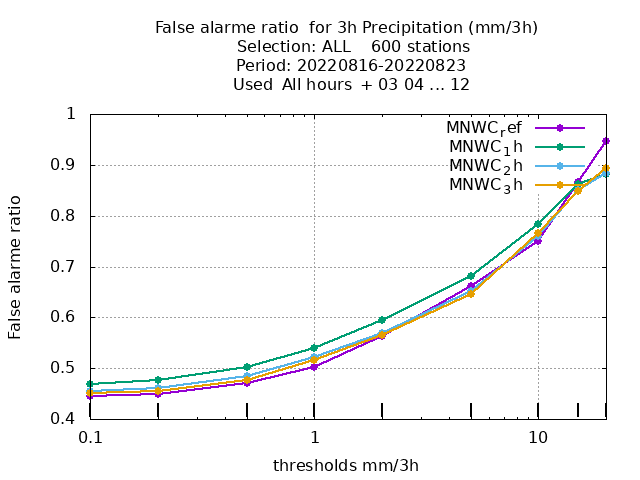 False alarme ratio  for 3h Precipitation (mm/3h)
Selection: ALL    600 stations
Period: 20220816-20220823
Used  All hours  + 03 04 ... 12
MNWC_ref
MNWC_1h
MNWC_2h
MNWC_3h
False alarme ratio
1
0.9
0.8
0.7
0.6
0.5
0.4
0.1 1 10
thresholds mm/3h